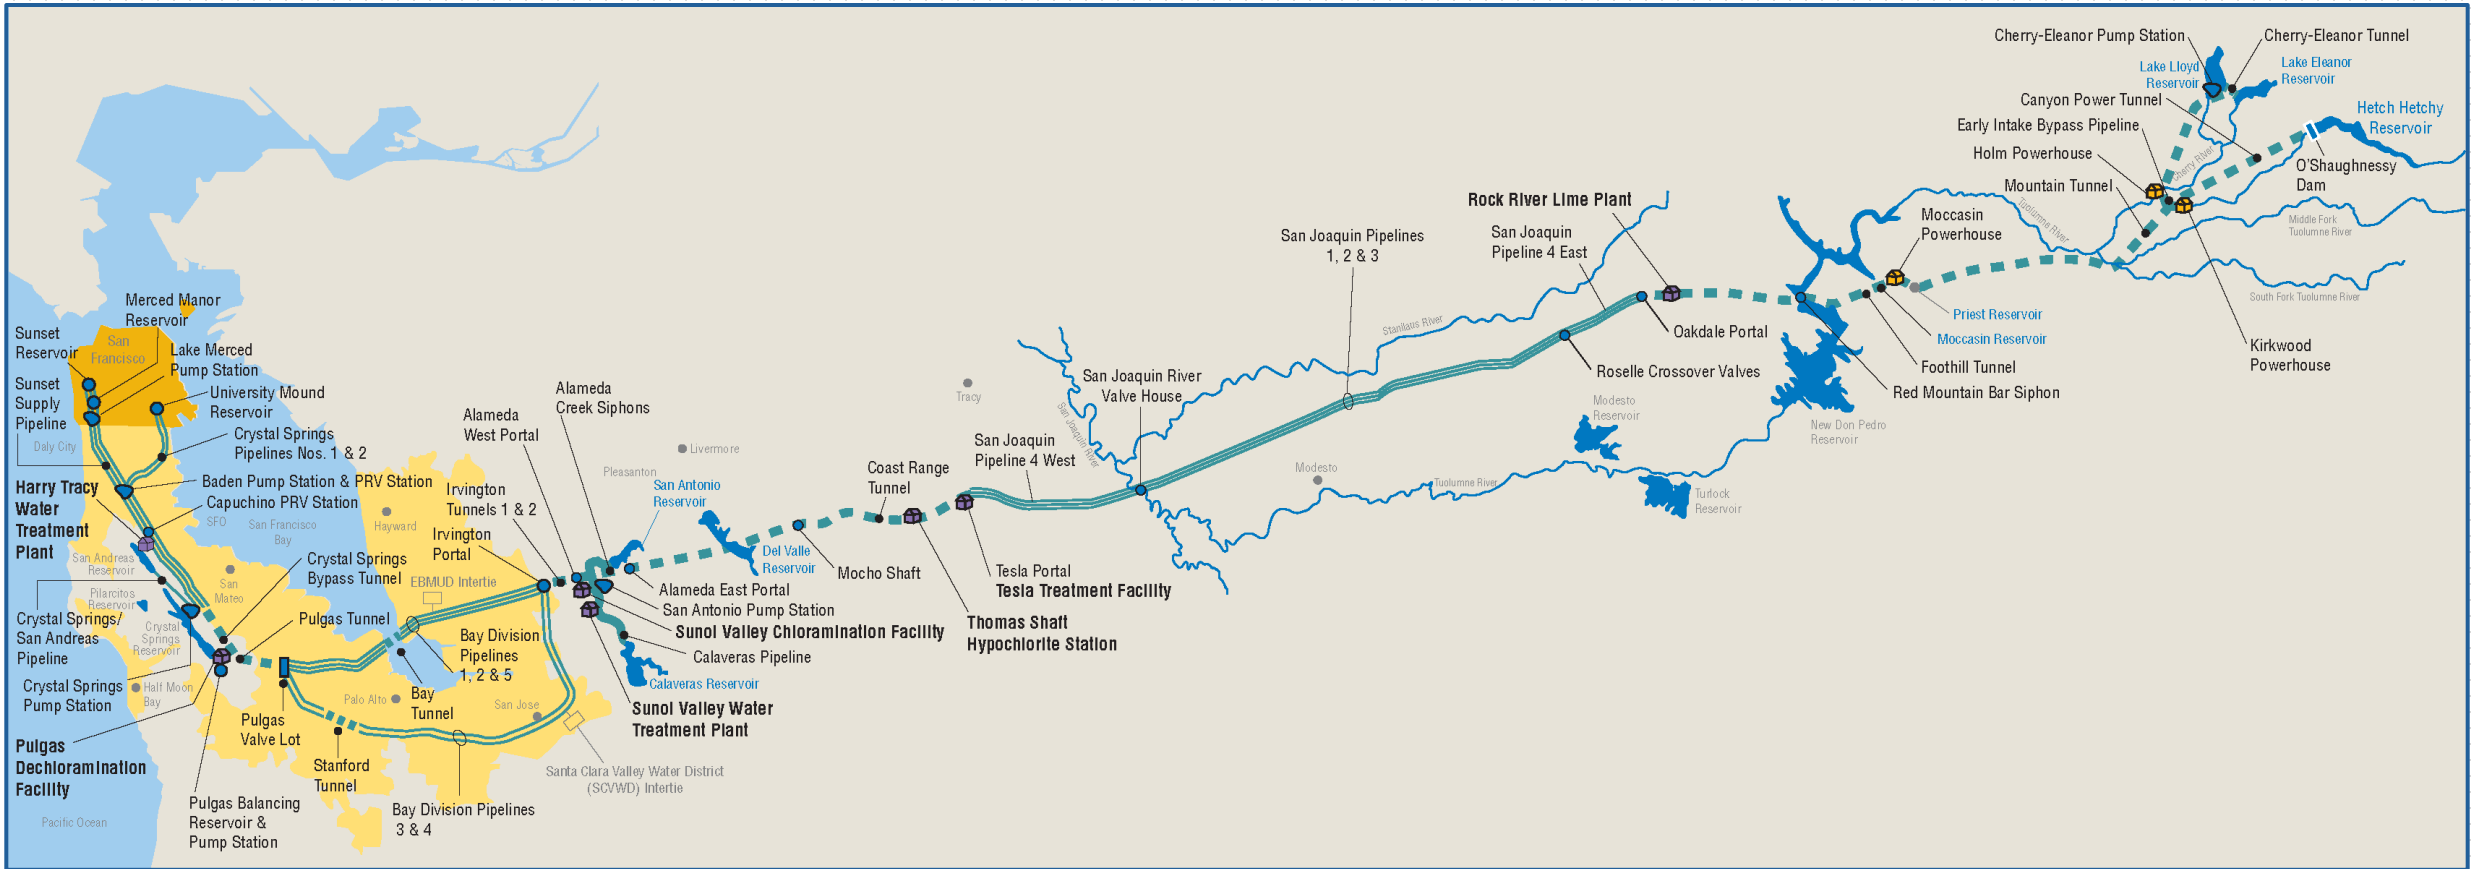 Cherry-Eleanor Pump Station
Cherry-Eleanor Tunnel
Lake Lloyd
Reservoir
Lake Eleanor
Reservoir
Canyon Power Tunnel
Hetch Hetchy
Reservoir
Early Intake Bypass Pipeline
Holm Powerhouse
Cherry River
O'Shaughnessy
Dam
Mountain Tunnel
Rock River Lime Plant
Tuolumne River
Moccasin
Powerhouse
Middle Fork
Tuolumne River
San Joaquin
Pipeline 4 East
San Joaquin Pipelines
1, 2 & 3
South Fork Tuolumne River
Priest Reservoir
Moccasin Reservoir
Oakdale Portal
Stanilaus River
Foothill Tunnel
Kirkwood
Powerhouse
Roselle Crossover Valves
Red Mountain Bar Siphon
Modesto
Reservoir
New Don Pedro
Reservoir
San Joaquin River
Valve House
San Joaquin River
Tracy
San Joaquin
Pipeline 4 West
Modesto
Tuolumne River
Turlock
Reservoir
Merced Manor
Reservoir
Sunset
Reservoir
San
Francisco
Lake Merced
Pump Station
Sunset
Supply
Pipeline
University Mound
Reservoir
Daly City
Crystal Springs
Pipelines Nos. 1 & 2
Alameda
Creek Siphons
Alameda
West Portal
Livermore
Pleasanton
Coast Range
Tunnel
Baden Pump Station & PRV Station
Harry Tracy
Water
Treatment
Plant
Capuchino PRV Station
Irvington
Tunnels 1 & 2
San Antonio
Reservoir
SFO
San Francisco
Bay
Hayward
Irvington
Portal
San Andreas
Reservoir
Crystal Springs
Bypass Tunnel
EBMUD Intertie
Del Valle
Reservoir
Mocho Shaft
Tesla Portal
Tesla Treatment Facility
San
Mateo
Pilarcitos
Reservoir
Alameda East Portal
San Antonio Pump Station
Sunol Valley Chloramination Facility
Thomas Shaft
Hypochlorite Station
Crystal Springs/
San Andreas
Pipeline
Crystal
Springs
Reservoir
Pulgas Tunnel
Bay Division
Pipelines
1, 2 & 5
Calaveras Pipeline
Calaveras Reservoir
Crystal Springs
Pump Station
Half Moon
Bay
Palo Alto
Bay
Tunnel
San Jose
Sunol Valley Water
Treatment Plant
Pulgas
Valve Lot
Pulgas
Dechloramination
Facility
Stanford
Tunnel
Santa Clara Valley Water District
(SCVWD) Intertie
Pulgas Balancing
Reservoir &
Pump Station
Bay Division Pipelines
3 & 4
Pacific Ocean